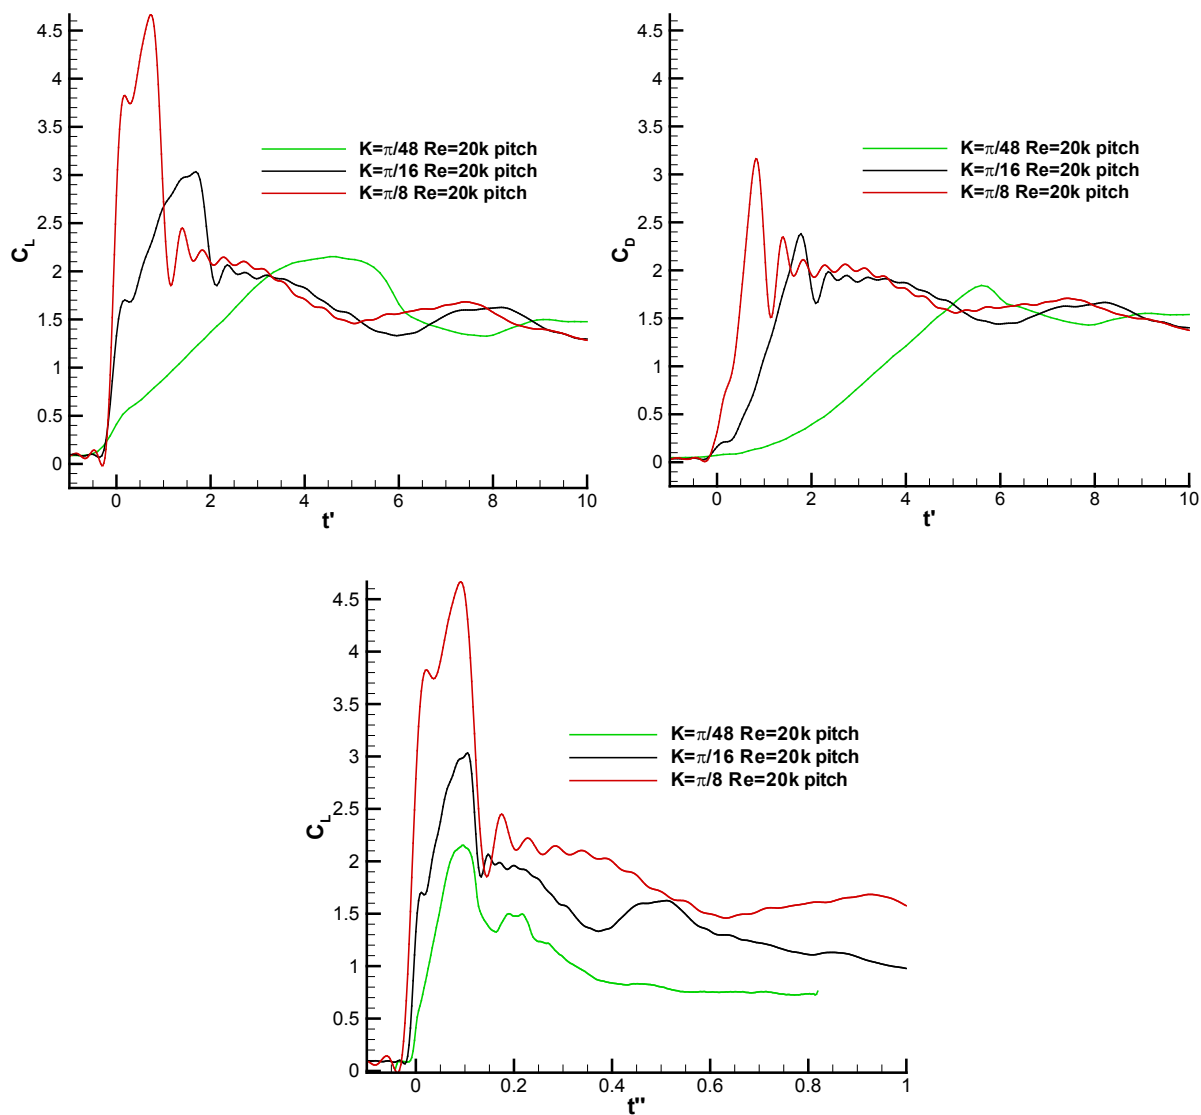 4.5
4
3.5
3
2.5
2
1.5
1
0.5
0
C_L
K=π/48 Re=20k pitch
K=π/16 Re=20k pitch
K=π/8 Re=20k pitch
0 2 4 6 8 10
t'
4.5
4
3.5
3
2.5
2
1.5
1
0.5
0
C_D
K=π/48 Re=20k pitch
K=π/16 Re=20k pitch
K=π/8 Re=20k pitch
0 2 4 6 8 10
t'
4.5
4
3.5
3
2.5
2
1.5
1
0.5
0
C_L
K=π/48 Re=20k pitch
K=π/16 Re=20k pitch
K=π/8 Re=20k pitch
0 0.2 0.4 0.6 0.8 1
t"